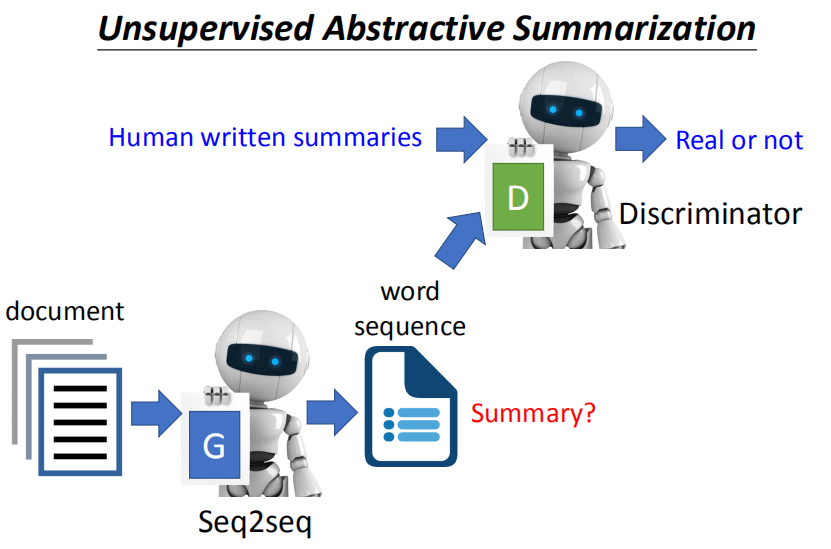 Unsupervised Abstractive Summarization
Human written summaries
Real or not
D
Discriminator
document
word
sequence
G
Summary?
Seq2seq